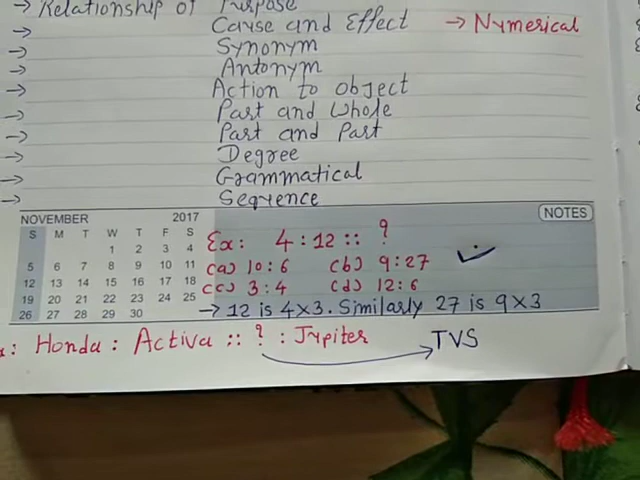 → Relationship of Purpose
→ Cause and Effect → Nymerical
→ Synonym
→ Antonym
→ Action to object
→ Part and Whole
→ Part and Part
→ Degree
→ Grammatical
→ Seqyence
NOVEMBER 2017
NOTES
S M T W T F S
1 2 3 4
5 6 7 8 9 10 11
12 13 14 15 16 17 18
19 20 21 22 23 24 25
26 27 28 29 30
Ex: 4 : 12 :: ?
(a) 10 : 6 (b) 9 : 27
(c) 3 : 4 (d) 12 : 6
→ 12 is 4×3. Similarly 27 is 9×3
: Honda : Activa :: ? : Jypiter → TVS